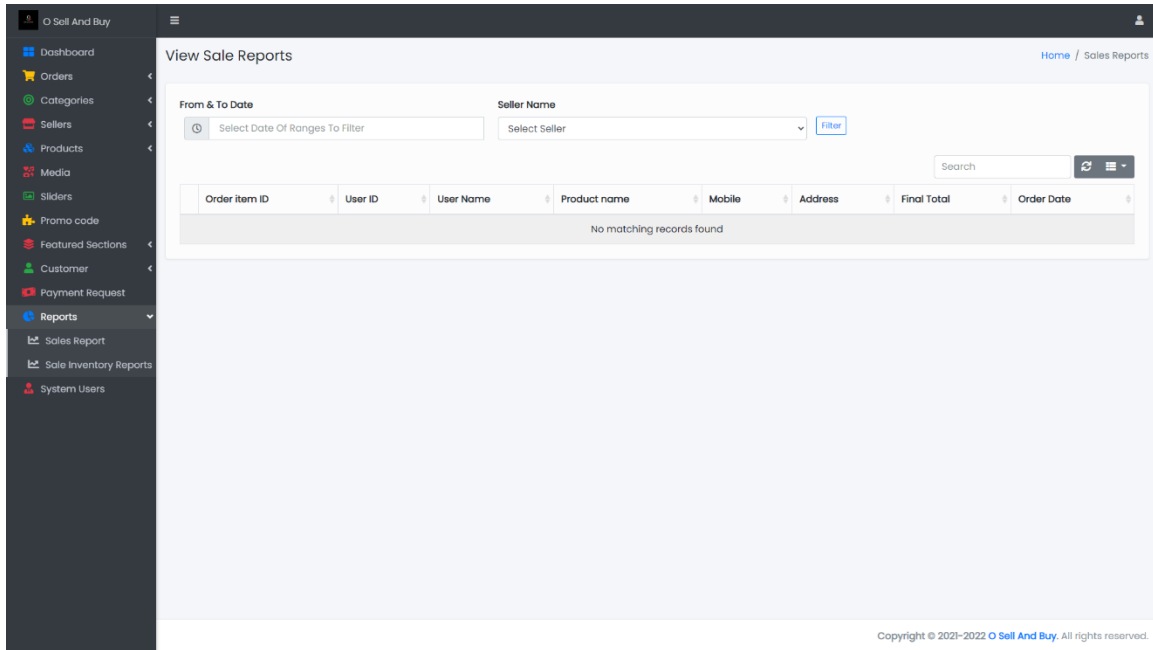 O Sell And Buy
Dashboard
Orders
Categories
Sellers
Products
Media
Sliders
Promo code
Featured Sections
Customer
Payment Request
Reports
Sales Report
Sale Inventory Reports
System Users
View Sale Reports
Home / Sales Reports
From & To Date
Seller Name
Select Date Of Ranges To Filter
Select Seller
Filter
Search
Order item ID User ID User Name Product name Mobile Address Final Total Order Date
No matching records found
Copyright © 2021-2022 O Sell And Buy. All rights reserved.